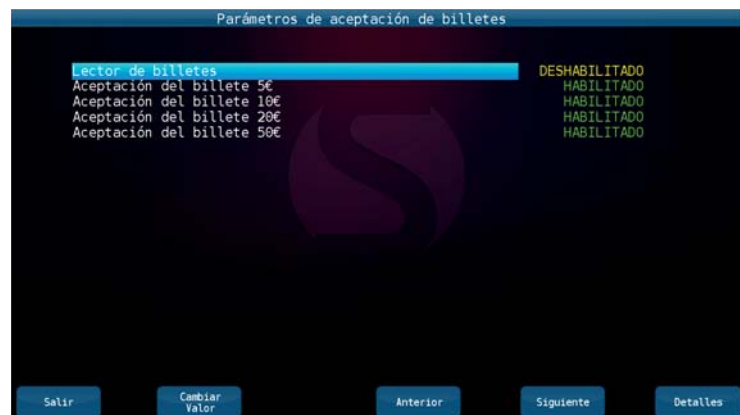 Parámetros de aceptación de billetes
Lector de billetes DESHABILITADO
Aceptación del billete 5€ HABILITADO
Aceptación del billete 10€ HABILITADO
Aceptación del billete 20€ HABILITADO
Aceptación del billete 50€ HABILITADO
Salir Cambiar Valor Anterior Siguiente Detalles